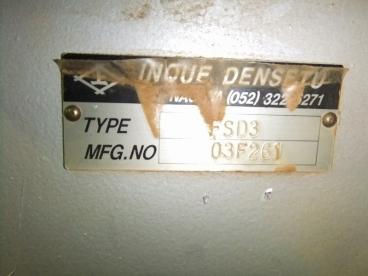 INOUE DENSETU
(052) 322 271
TYPE FSD3
MFG.NO 03F261